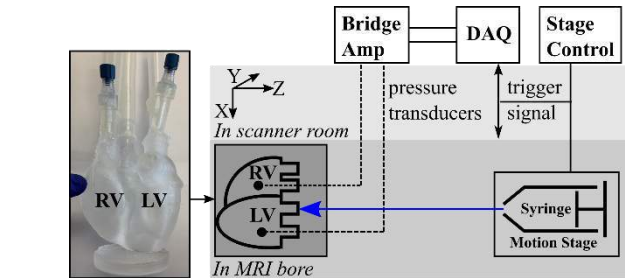 Bridge
Amp
DAQ
Stage
Control
Y
Z
X
In scanner room
pressure
transducers
trigger
signal
RV LV
RV
LV
Syringe
Motion Stage
In MRI bore